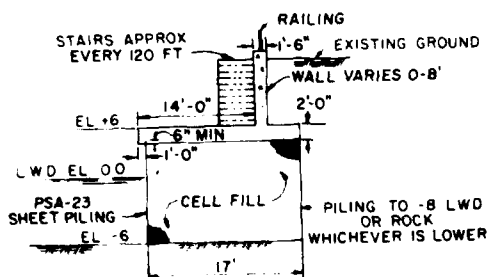 RAILING
STAIRS APPROX
EVERY 120 FT
1'-6"
EXISTING GROUND
WALL VARIES 0-8'
14'-0"
2'-0"
EL +6
6" MIN
1'-0"
LWD EL 0.0
PSA-23
SHEET PILING
CELL FILL
PILING TO -8 LWD
OR ROCK
WHICHEVER IS LOWER
EL -6
17'